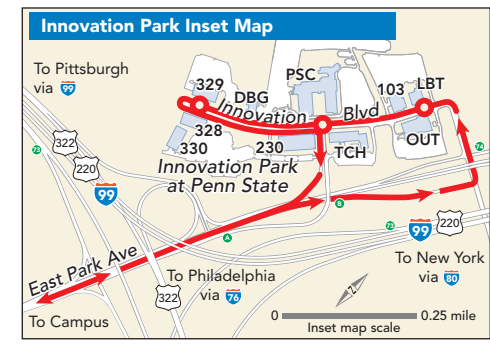 Innovation Park Inset Map
To Pittsburgh
via 99
329
DBG
PSC
103
LBT
Innovation Blvd
328
330
230
TCH
OUT
Innovation Park
at Penn State
322
220
99
73
74
B
A
73
99
220
East Park Ave
To Philadelphia
via 76
322
To New York
via 80
To Campus
N
0
0.25 mile
Inset map scale